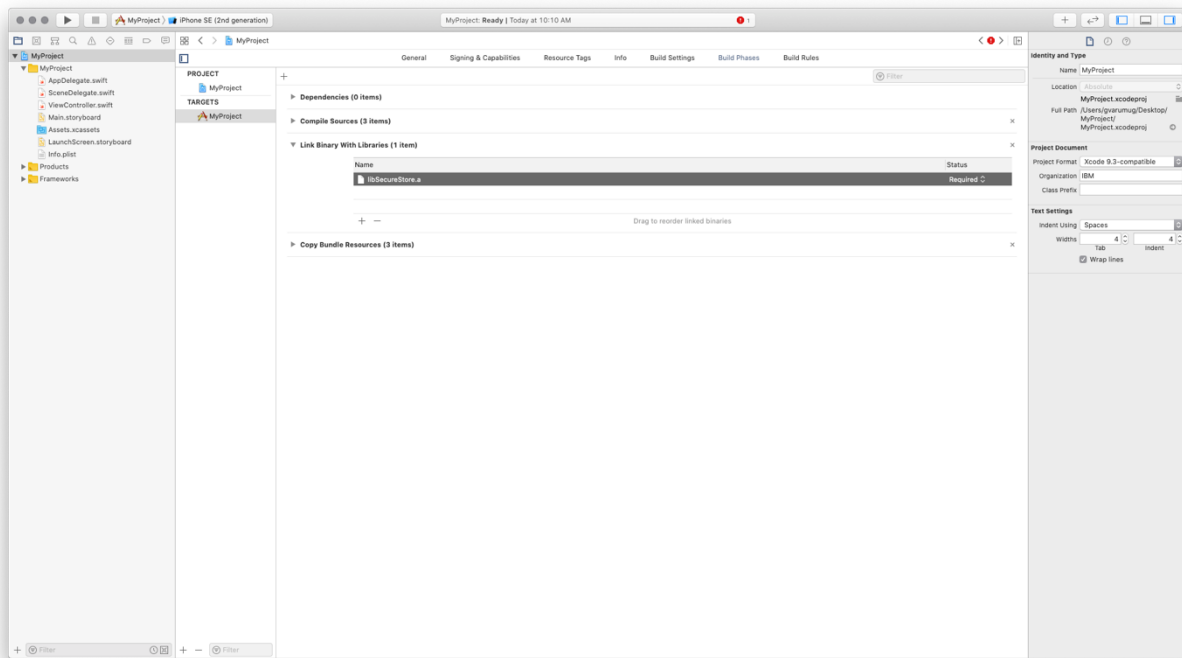 MyProject
iPhone SE (2nd generation)
MyProject: Ready | Today at 10:10 AM
1
MyProject
MyProject
MyProject
AppDelegate.swift
SceneDelegate.swift
ViewController.swift
Main.storyboard
Assets.xcassets
LaunchScreen.storyboard
Info.plist
Products
Frameworks
Filter
PROJECT
MyProject
TARGETS
MyProject
Filter
General
Signing & Capabilities
Resource Tags
Info
Build Settings
Build Phases
Build Rules
Filter
Dependencies (0 items)
Compile Sources (3 items)
Link Binary With Libraries (1 item)
Name
Status
libSecureStore.a
Required
Drag to reorder linked binaries
Copy Bundle Resources (3 items)
Identity and Type
Name MyProject
Location Absolute
MyProject.xcodeproj
Full Path /Users/gvarumug/Desktop/
MyProject/
MyProject.xcodeproj
Project Document
Project Format Xcode 9.3-compatible
Organization IBM
Class Prefix
Text Settings
Indent Using Spaces
Widths 4 4
Tab Indent
Wrap lines